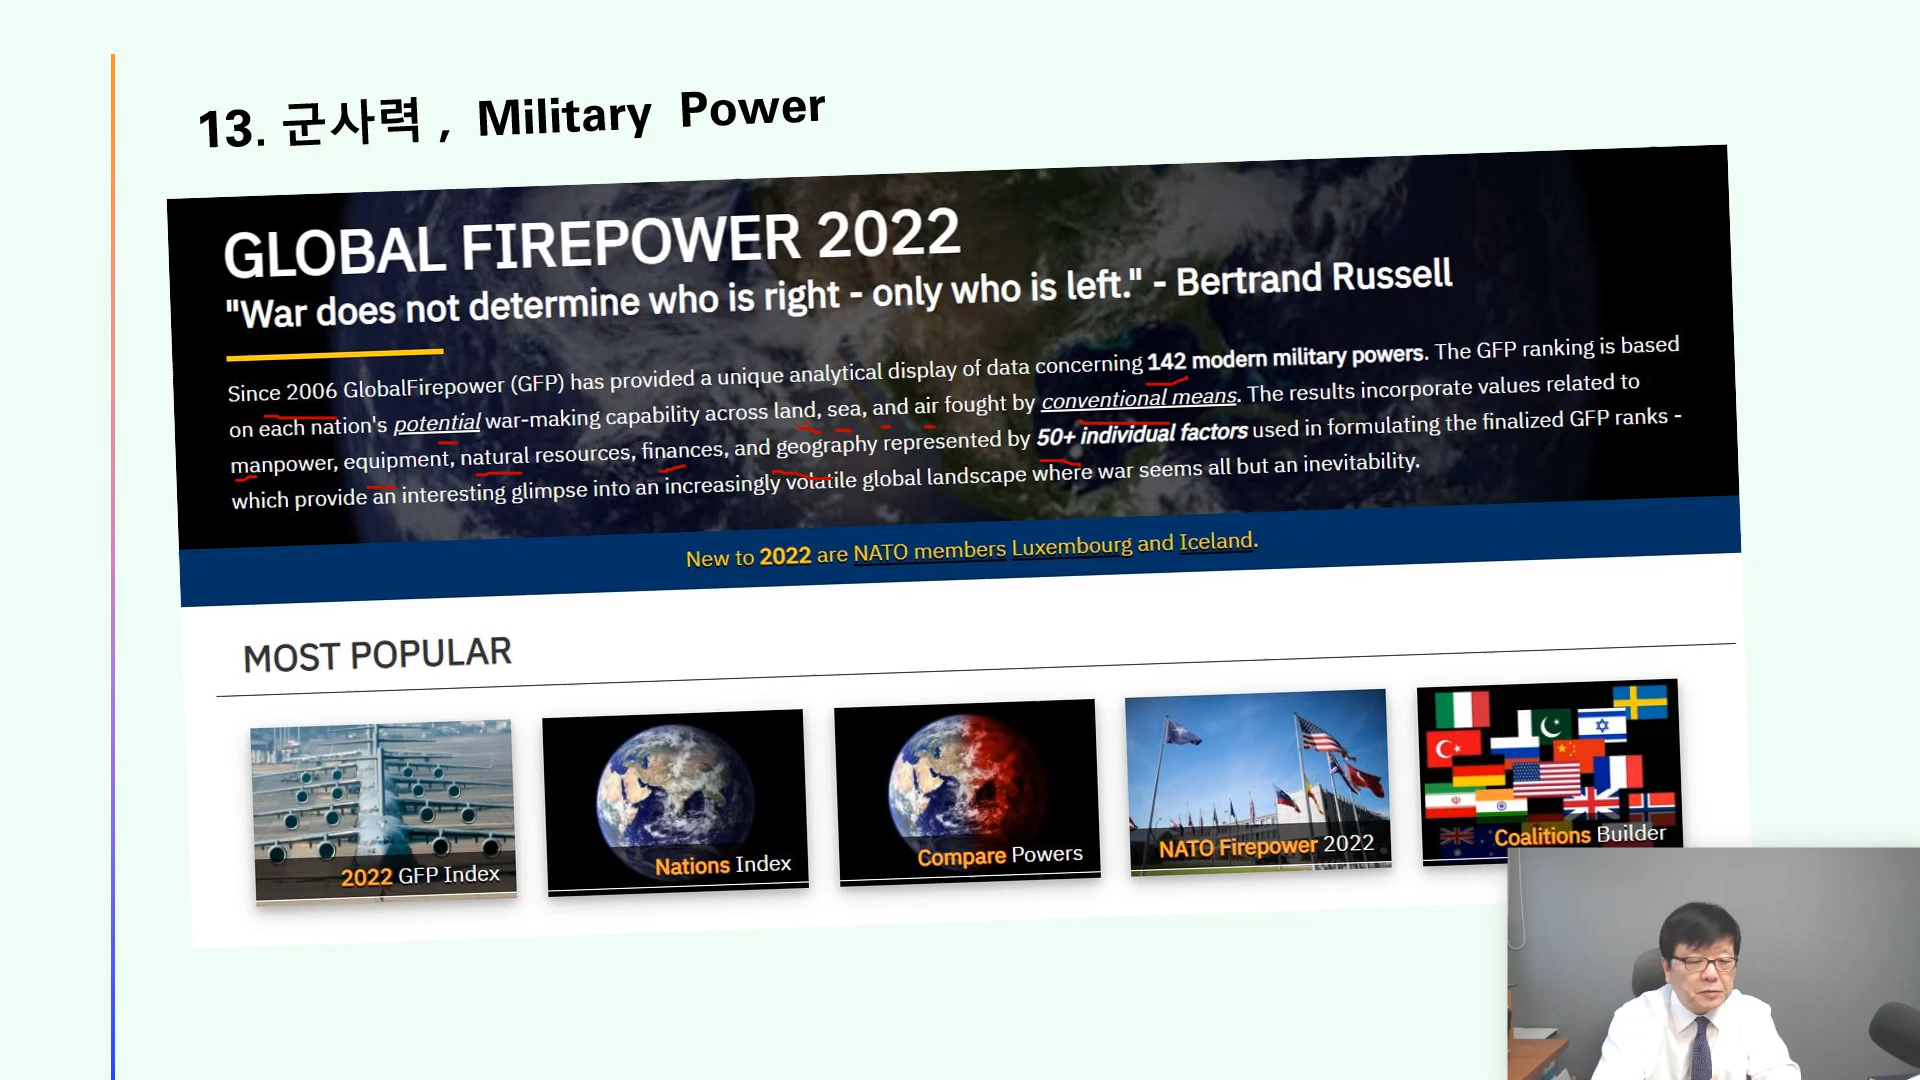 13. 군사력 , Military Power
GLOBAL FIREPOWER 2022
"War does not determine who is right - only who is left." - Bertrand Russell
Since 2006 GlobalFirepower (GFP) has provided a unique analytical display of data concerning 142 modern military powers. The GFP ranking is based
on each nation's potential war-making capability across land, sea, and air fought by conventional means. The results incorporate values related to
manpower, equipment, natural resources, finances, and geography represented by 50+ individual factors used in formulating the finalized GFP ranks -
which provide an interesting glimpse into an increasingly volatile global landscape where war seems all but an inevitability.
New to 2022 are NATO members Luxembourg and Iceland.
MOST POPULAR
2022 GFP Index
Nations Index
Compare Powers
NATO Firepower 2022
Coalitions Builder